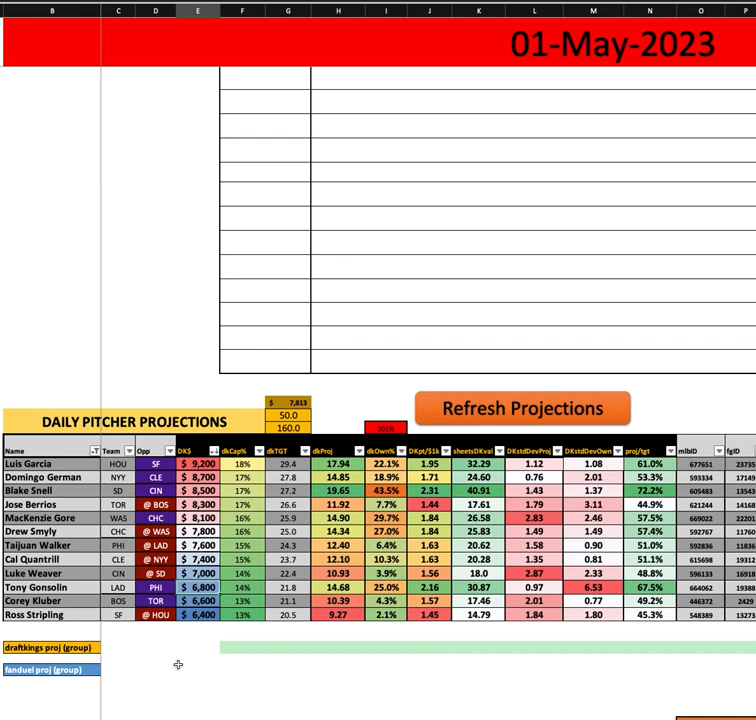 B C D E F G H I J K L M N O P
01-May-2023
$ 7,813
DAILY PITCHER PROJECTIONS 50.0
160.0
Refresh Projections
Name Team Opp DK$ dkCap% dkTGT dkProj dkOwn% DKpt/$1k sheetsDKval DKstdDevProj DKstdDevOwn proj/tgt mlbID fgID
Luis Garcia HOU SF $ 9,200 18% 29.4 17.94 22.1% 1.95 32.29 1.12 1.08 61.0% 677651 23735
Domingo German NYY CLE $ 8,700 17% 27.8 14.85 18.9% 1.71 24.60 0.76 2.01 53.3% 593334 17149
Blake Snell SD CIN $ 8,500 17% 27.2 19.65 43.5% 2.31 40.91 1.43 1.37 72.2% 605483 13543
Jose Berrios TOR @ BOS $ 8,300 17% 26.6 11.92 7.7% 1.44 17.61 1.79 3.11 44.9% 621244 14168
MacKenzie Gore WAS CHC $ 8,100 16% 25.9 14.90 29.7% 1.84 26.58 2.83 2.46 57.5% 669022 22201
Drew Smyly CHC @ WAS $ 7,800 16% 25.0 14.34 27.0% 1.84 25.83 1.49 1.49 57.4% 592767 11760
Taijuan Walker PHI @ LAD $ 7,600 15% 24.3 12.40 6.4% 1.63 20.62 1.58 0.90 51.0% 592836 11836
Cal Quantrill CLE @ NYY $ 7,400 15% 23.7 12.10 10.3% 1.63 20.28 1.35 0.81 51.1% 615698 19312
Luke Weaver CIN @ SD $ 7,000 14% 22.4 10.93 3.9% 1.56 18.0 2.87 2.33 48.8% 596133 16918
Tony Gonsolin LAD PHI $ 6,800 14% 21.8 14.68 25.0% 2.16 30.87 0.97 6.53 67.5% 664062 19388
Corey Kluber BOS TOR $ 6,600 13% 21.1 10.39 4.3% 1.57 17.46 2.01 0.77 49.2% 446372 2429
Ross Stripling SF @ HOU $ 6,400 13% 20.5 9.27 2.1% 1.45 14.79 1.84 1.80 45.3% 548389 13273
draftkings proj (group)
fanduel proj (group)